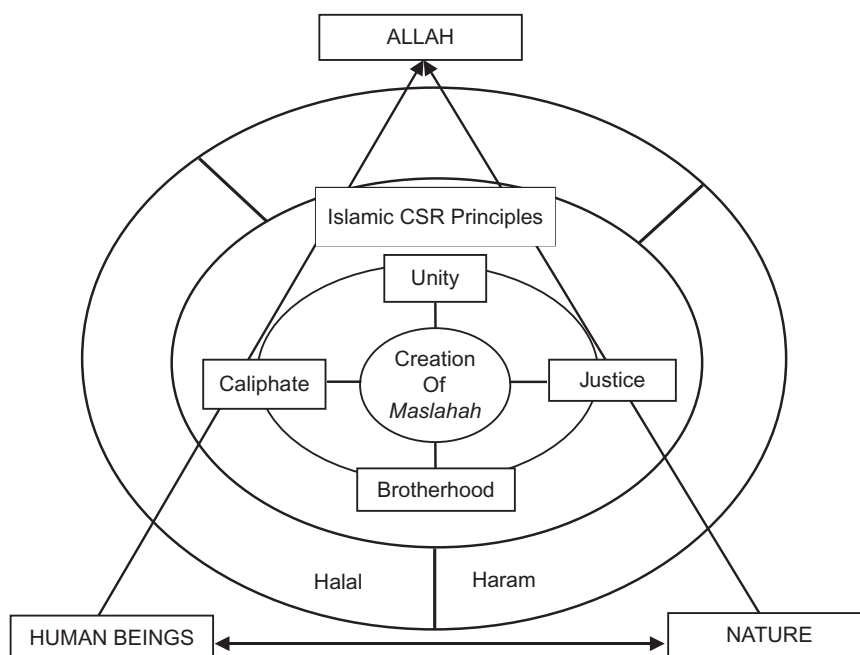 ALLAH
Islamic CSR Principles
Unity
Caliphate
Creation
Of
Maslahah
Justice
Brotherhood
Halal
Haram
HUMAN BEINGS
NATURE